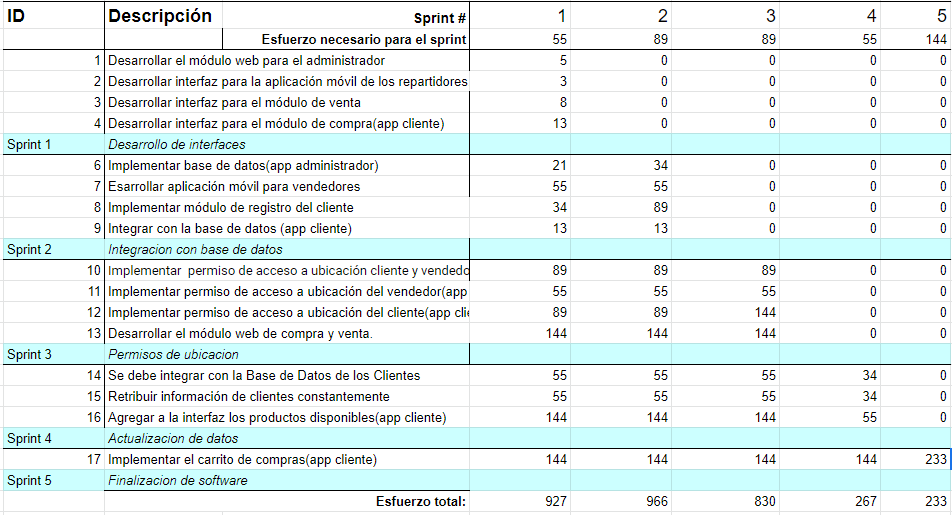 ID Descripción Sprint # 1 2 3 4 5
Esfuerzo necesario para el sprint 55 89 89 55 144
1 Desarrollar el módulo web para el administrador 5 0 0 0 0
2 Desarrollar interfaz para la aplicación móvil de los repartidores 3 0 0 0 0
3 Desarrollar interfaz para el módulo de venta 8 0 0 0 0
4 Desarrollar interfaz para el módulo de compra(app cliente) 13 0 0 0 0
Sprint 1 Desarrollo de interfaces
6 Implementar base de datos(app administrador) 21 34 0 0 0
7 Esarrollar aplicación móvil para vendedores 55 55 0 0 0
8 Implementar módulo de registro del cliente 34 89 0 0 0
9 Integrar con la base de datos (app cliente) 13 13 0 0 0
Sprint 2 Integracion con base de datos
10 Implementar permiso de acceso a ubicación cliente y vendedo 89 89 89 0 0
11 Implementar permiso de acceso a ubicación del vendedor(app 55 55 55 0 0
12 Implementar permiso de acceso a ubicación del cliente(app clie 89 89 144 0 0
13 Desarrollar el módulo web de compra y venta. 144 144 144 0 0
Sprint 3 Permisos de ubicacion
14 Se debe integrar con la Base de Datos de los Clientes 55 55 55 34 0
15 Retribuir información de clientes constantemente 55 55 55 34 0
16 Agregar a la interfaz los productos disponibles(app cliente) 144 144 144 55 0
Sprint 4 Actualizacion de datos
17 Implementar el carrito de compras(app cliente) 144 144 144 144 233
Sprint 5 Finalizacion de software
Esfuerzo total: 927 966 830 267 233